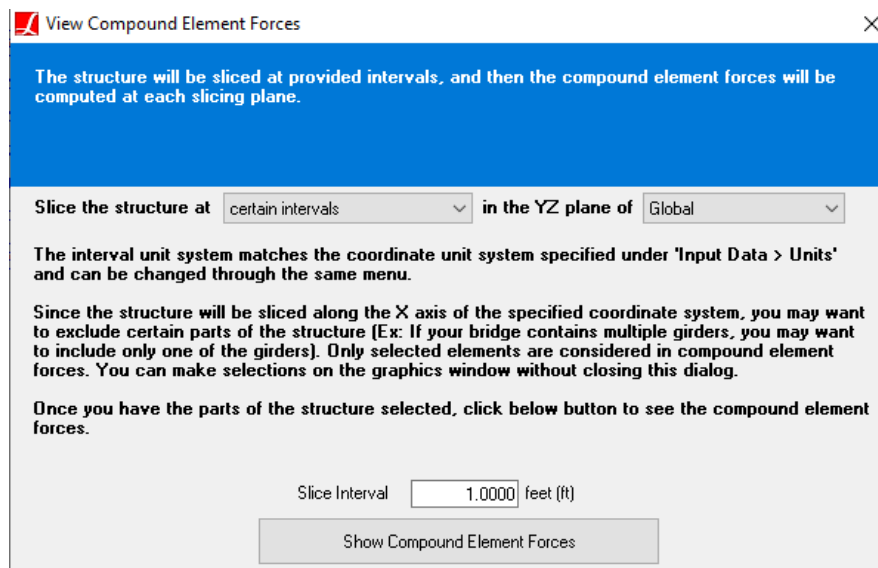 View Compound Element Forces
The structure will be sliced at provided intervals, and then the compound element forces will be
computed at each slicing plane.
Slice the structure at certain intervals in the YZ plane of Global
The interval unit system matches the coordinate unit system specified under 'Input Data > Units'
and can be changed through the same menu.
Since the structure will be sliced along the X axis of the specified coordinate system, you may want
to exclude certain parts of the structure (Ex: If your bridge contains multiple girders, you may want
to include only one of the girders). Only selected elements are considered in compound element
forces. You can make selections on the graphics window without closing this dialog.
Once you have the parts of the structure selected, click below button to see the compound element
forces.
Slice Interval 1.0000 feet (ft)
Show Compound Element Forces